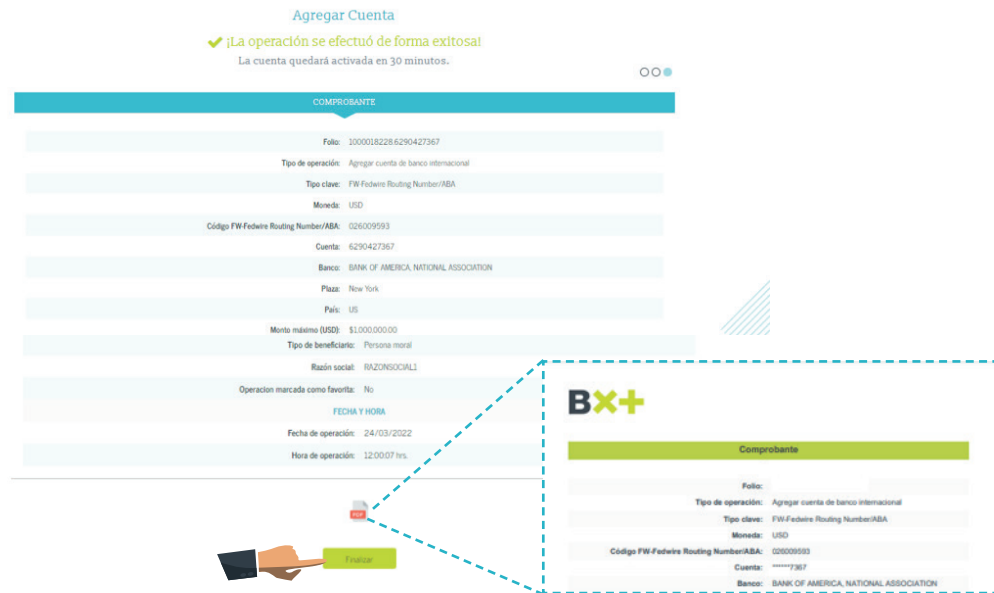 Agregar Cuenta
¡La operación se efectuó de forma exitosa!
La cuenta quedará activada en 30 minutos.
COMPROBANTE
Folio: 1000018228.6290427367
Tipo de operación: Agregar cuenta de banco internacional
Tipo clave: FW-Fedwire Routing Number/ABA
Moneda: USD
Código FW-Fedwire Routing Number/ABA: 026009593
Cuenta: 6290427367
Banco: BANK OF AMERICA, NATIONAL ASSOCIATION
Plaza: New York
País: US
Monto máximo (USD): $1,000,000.00
Tipo de beneficiario: Persona moral
Razón social: RAZONSOCIAL1
Operacion marcada como favorita: No
FECHA Y HORA
Fecha de operación: 24/03/2022
Hora de operación: 12:00:07 hrs.
PDF
Finalizar
BX+
Comprobante
Folio:
Tipo de operación: Agregar cuenta de banco internacional
Tipo clave: FW-Fedwire Routing Number/ABA
Moneda: USD
Código FW-Fedwire Routing Number/ABA: 026009593
Cuenta: ******7367
Banco: BANK OF AMERICA, NATIONAL ASSOCIATION